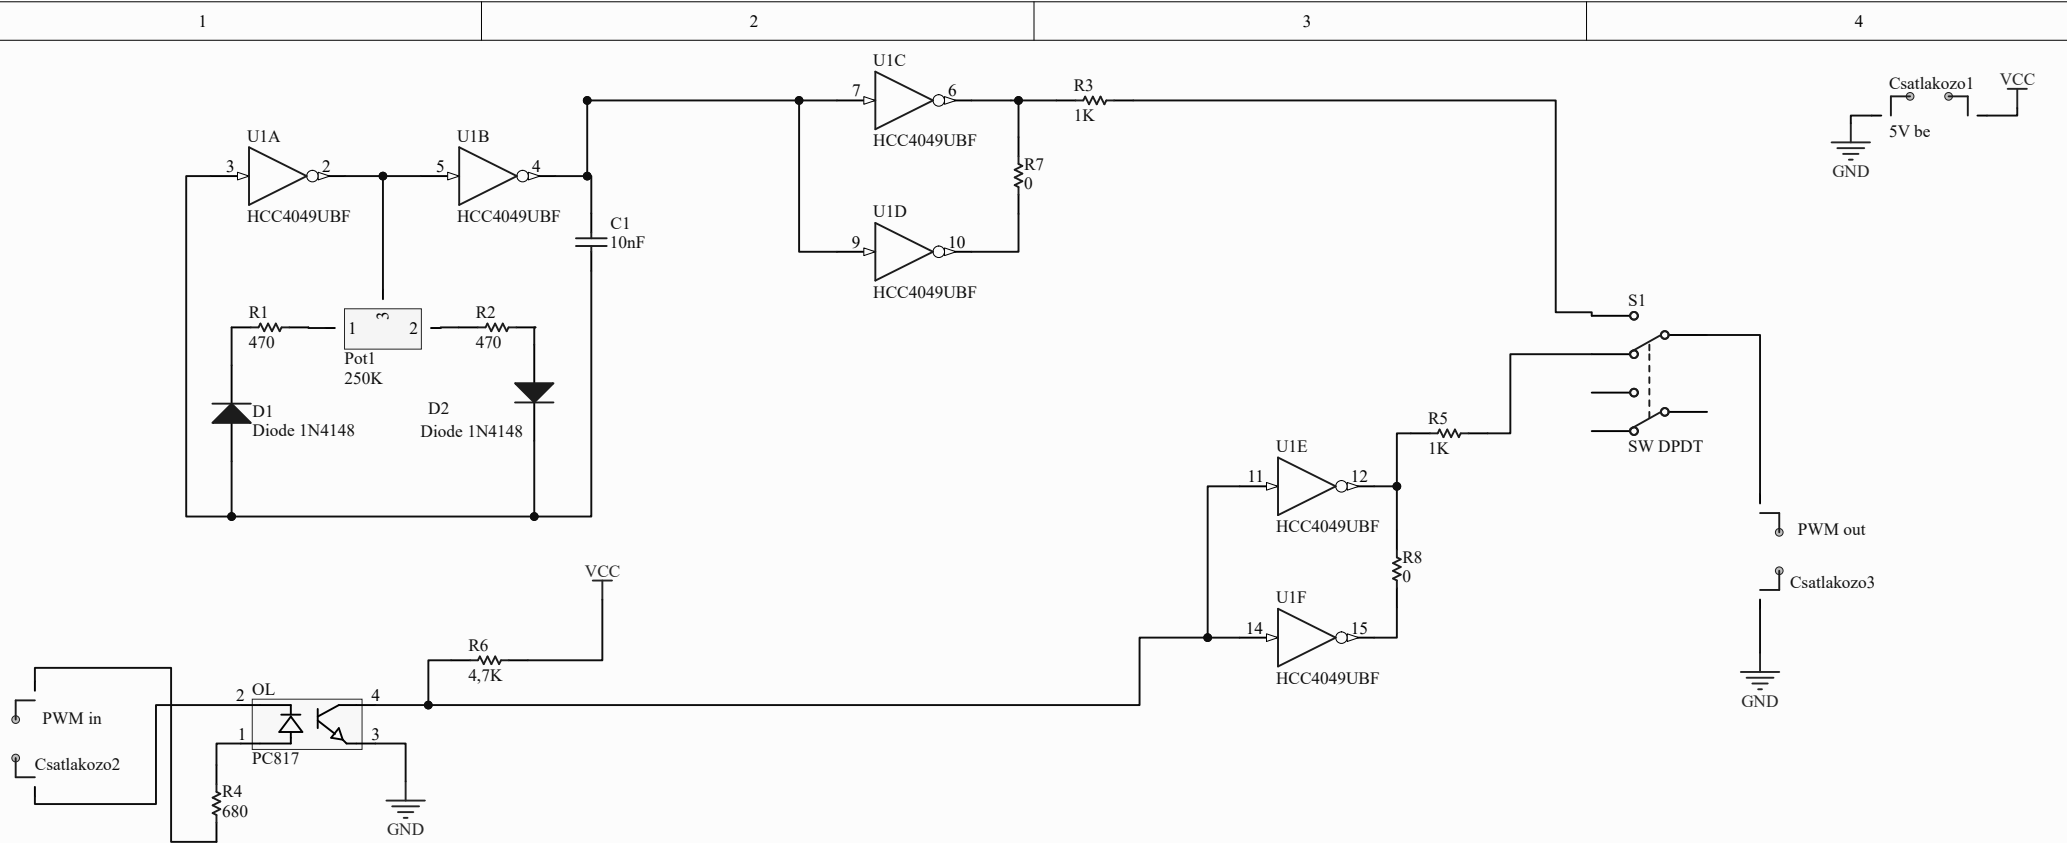 1 2 3 4
U1C
7 6
HCC4049UBF
R3
1K
Csatlakozo1
5V be
VCC
GND
U1A
3 2
HCC4049UBF
U1B
5 4
HCC4049UBF
C1
10nF
R7
0
U1D
9 10
HCC4049UBF
R1
470
1 3 2
Pot1
250K
R2
470
D1
Diode 1N4148
D2
Diode 1N4148
S1
SW DPDT
R5
1K
U1E
11 12
HCC4049UBF
R8
0
U1F
14 15
HCC4049UBF
PWM out
Csatlakozo3
GND
VCC
R6
4,7K
PWM in
Csatlakozo2
OL
2 4
1 3
PC817
R4
680
GND